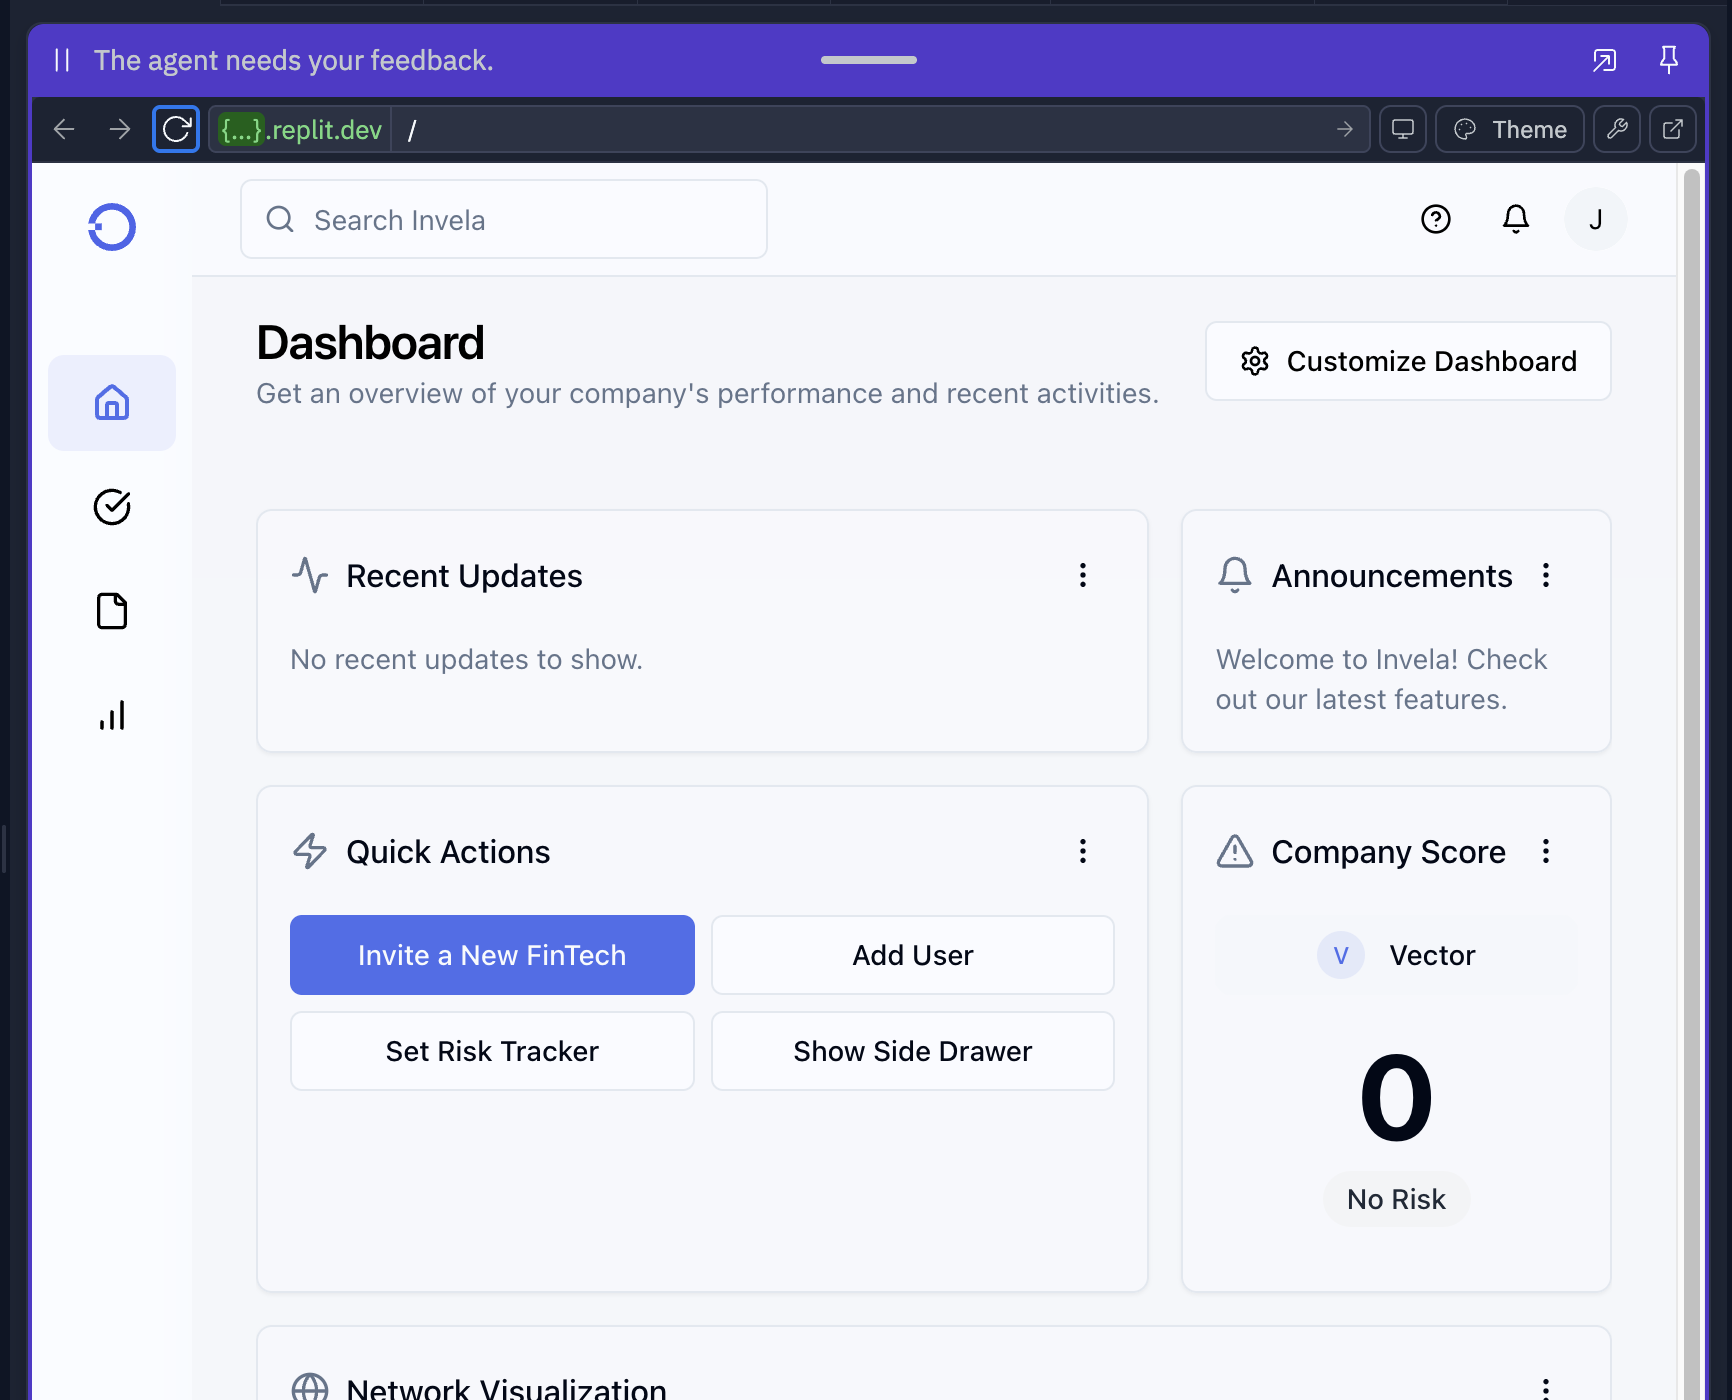 The agent needs your feedback.
{...}.replit.dev /
Theme
Search Invela
J
Dashboard
Get an overview of your company's performance and recent activities.
Customize Dashboard
Recent Updates
No recent updates to show.
Announcements
Welcome to Invela! Check
out our latest features.
Quick Actions
Invite a New FinTech
Add User
Set Risk Tracker
Show Side Drawer
Company Score
V Vector
0
No Risk
Network Visualization